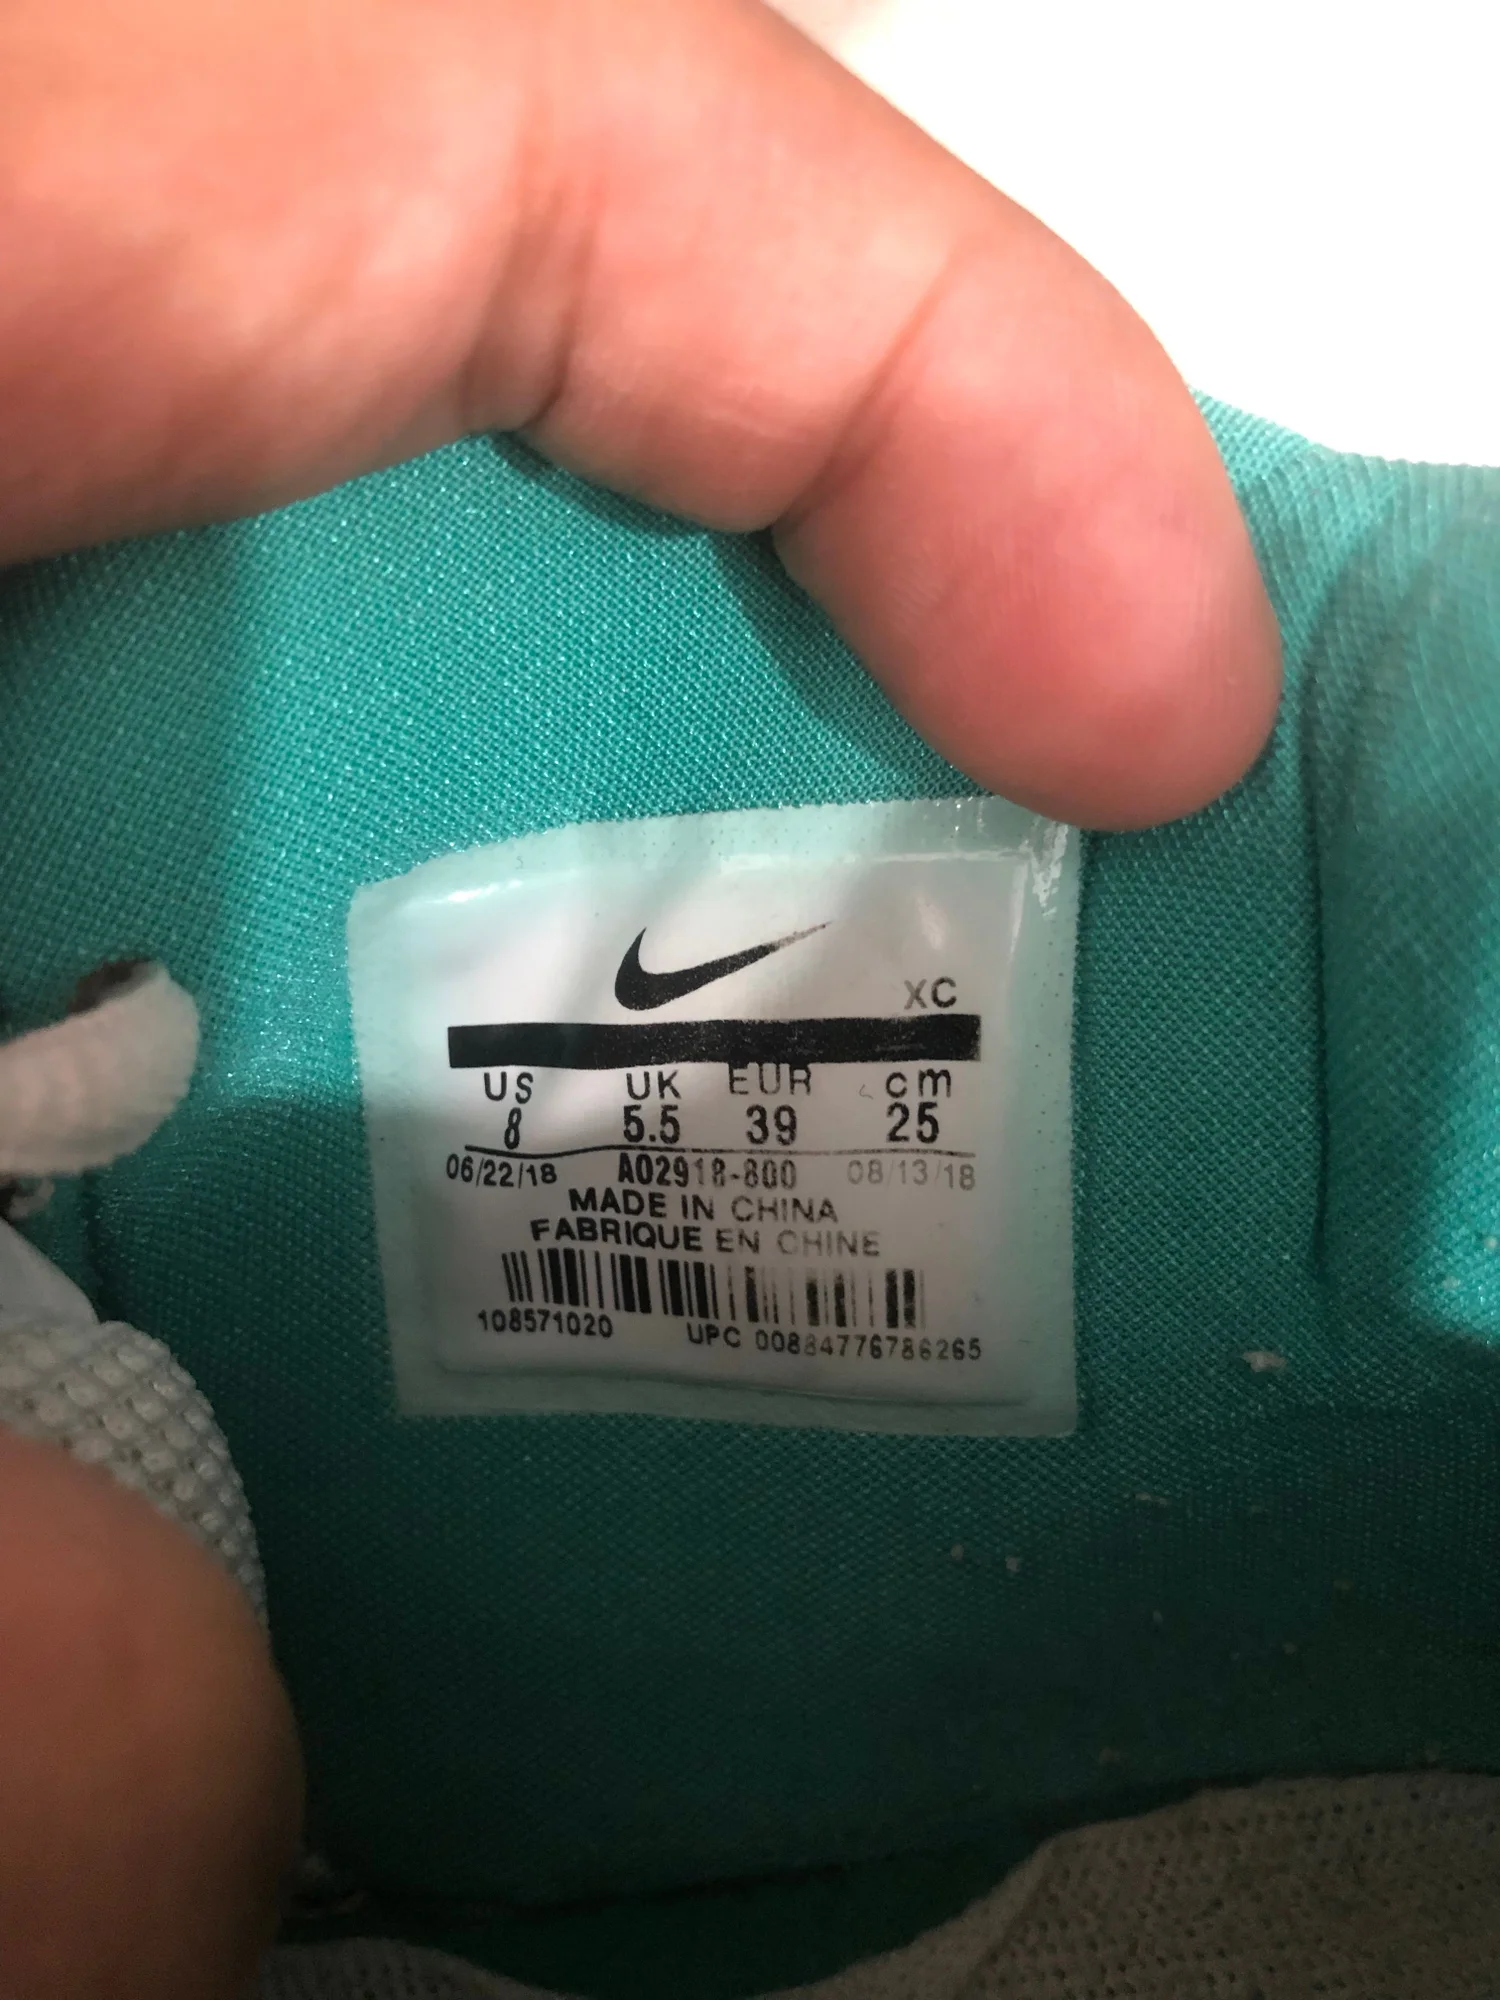 XC
US UK EUR cm
8 5.5 39 25
06/22/18 AO2918-800 08/13/18
MADE IN CHINA
FABRIQUE EN CHINE
108571020 UPC 00884776786265